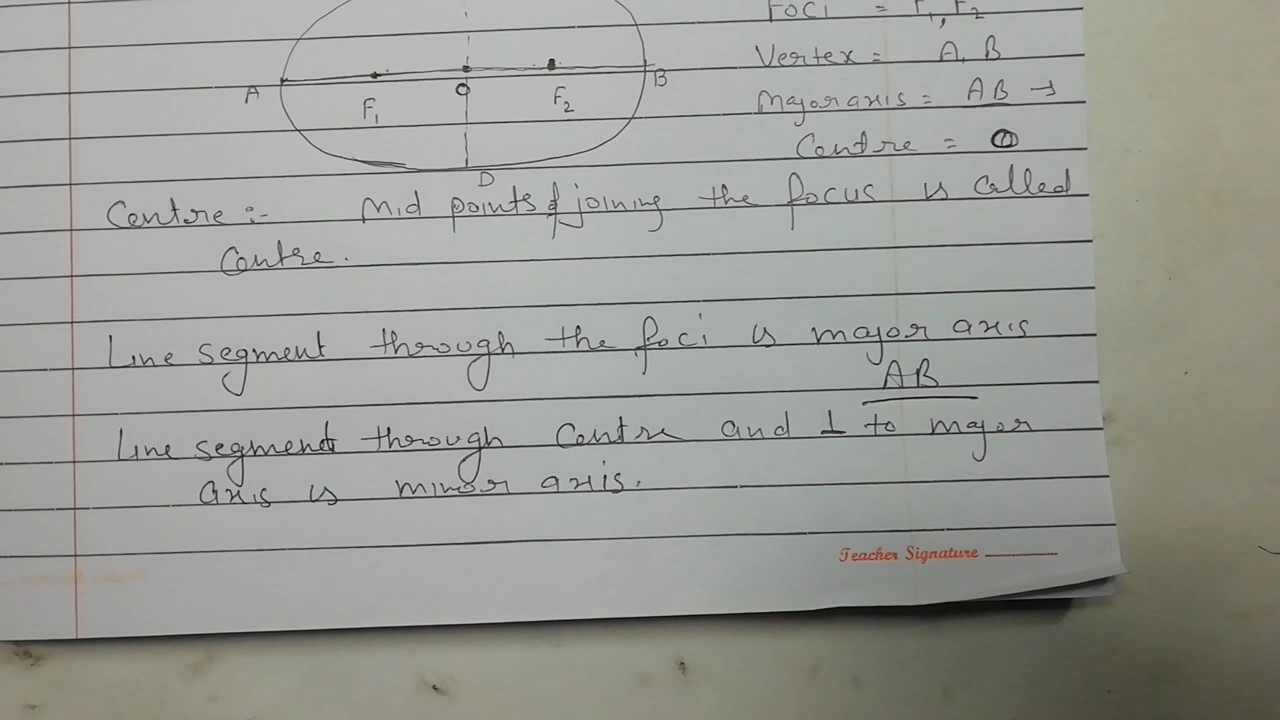 Foci = F1, F2
Vertex = A, B
A
F1
O
F2
B
Major axis = AB →
Centre = O
D
Centre :- Mid points of joining the focus is called
Centre.
Line segment through the foci is major axis
AB
Line segment through Centre and ⊥ to major
axis is minor axis.
Teacher Signature